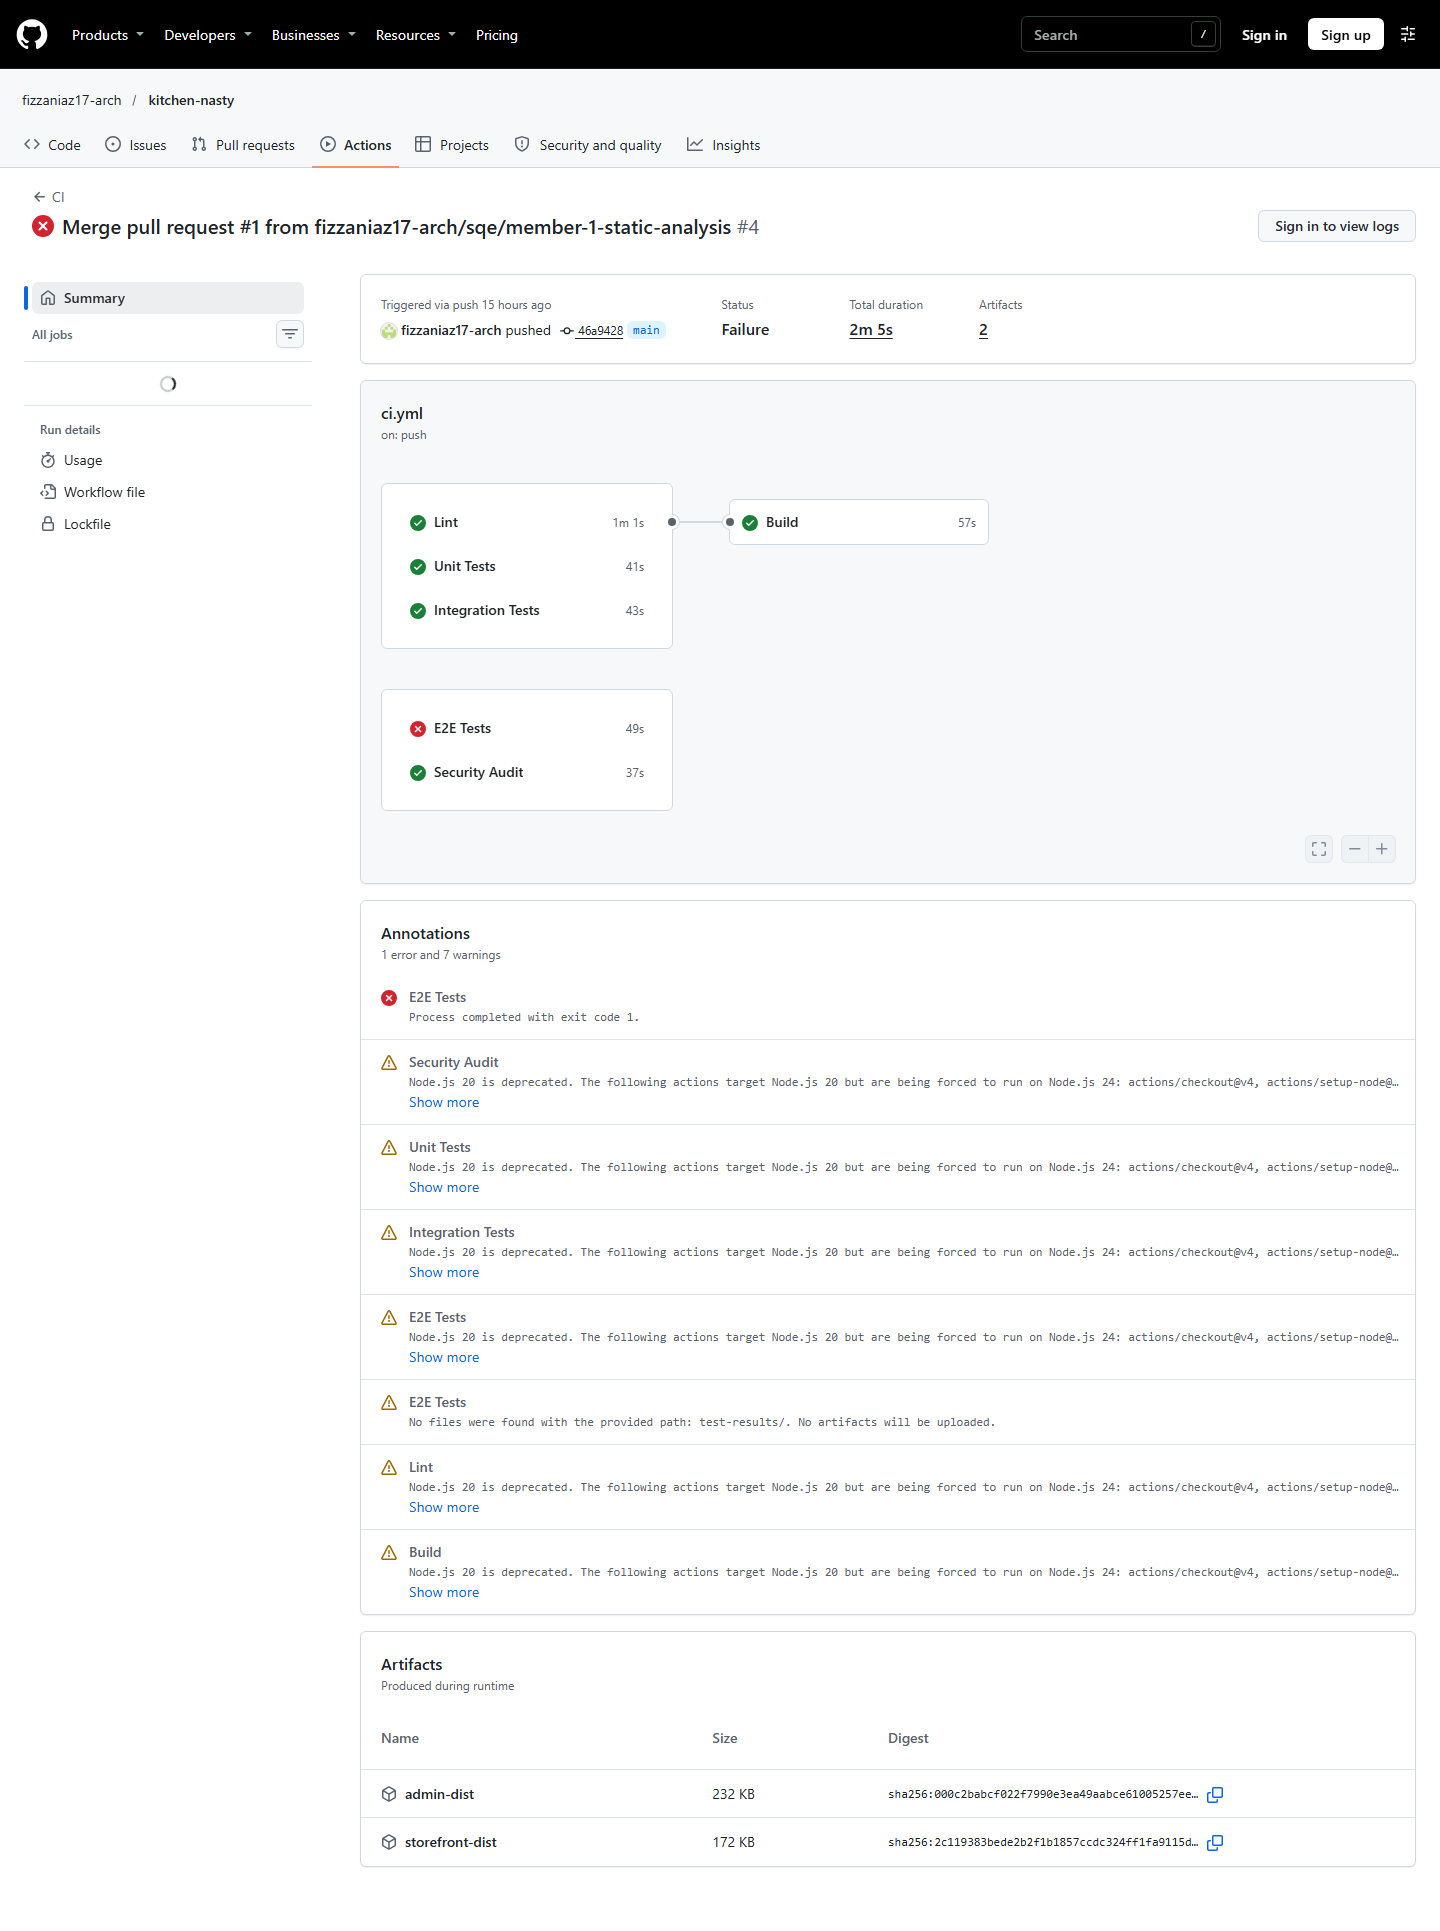 Products
Developers
Businesses
Resources
Pricing
Search
/
Sign in
Sign up
fizzaniaz17-arch / kitchen-nasty
Code
Issues
Pull requests
Actions
Projects
Security and quality
Insights
CI
Merge pull request #1 from fizzaniaz17-arch/sqe/member-1-static-analysis #4
Sign in to view logs
Summary
All jobs
Run details
Usage
Workflow file
Lockfile
Triggered via push 15 hours ago
fizzaniaz17-arch pushed 46a9428 main
Status
Failure
Total duration
2m 5s
Artifacts
2
ci.yml
on: push
Lint 1m 1s
Unit Tests 41s
Integration Tests 43s
Build 57s
E2E Tests 49s
Security Audit 37s
Annotations
1 error and 7 warnings
E2E Tests
Process completed with exit code 1.
Security Audit
Node.js 20 is deprecated. The following actions target Node.js 20 but are being forced to run on Node.js 24: actions/checkout@v4, actions/setup-node@…
Show more
Unit Tests
Node.js 20 is deprecated. The following actions target Node.js 20 but are being forced to run on Node.js 24: actions/checkout@v4, actions/setup-node@…
Show more
Integration Tests
Node.js 20 is deprecated. The following actions target Node.js 20 but are being forced to run on Node.js 24: actions/checkout@v4, actions/setup-node@…
Show more
E2E Tests
Node.js 20 is deprecated. The following actions target Node.js 20 but are being forced to run on Node.js 24: actions/checkout@v4, actions/setup-node@…
Show more
E2E Tests
No files were found with the provided path: test-results/. No artifacts will be uploaded.
Lint
Node.js 20 is deprecated. The following actions target Node.js 20 but are being forced to run on Node.js 24: actions/checkout@v4, actions/setup-node@…
Show more
Build
Node.js 20 is deprecated. The following actions target Node.js 20 but are being forced to run on Node.js 24: actions/checkout@v4, actions/setup-node@…
Show more
Artifacts
Produced during runtime
Name Size Digest
admin-dist 232 KB sha256:000c2babcf022f7990e3ea49aabce61005257ee…
storefront-dist 172 KB sha256:2c119383bede2b2f1b1857ccdc324ff1fa9115d…